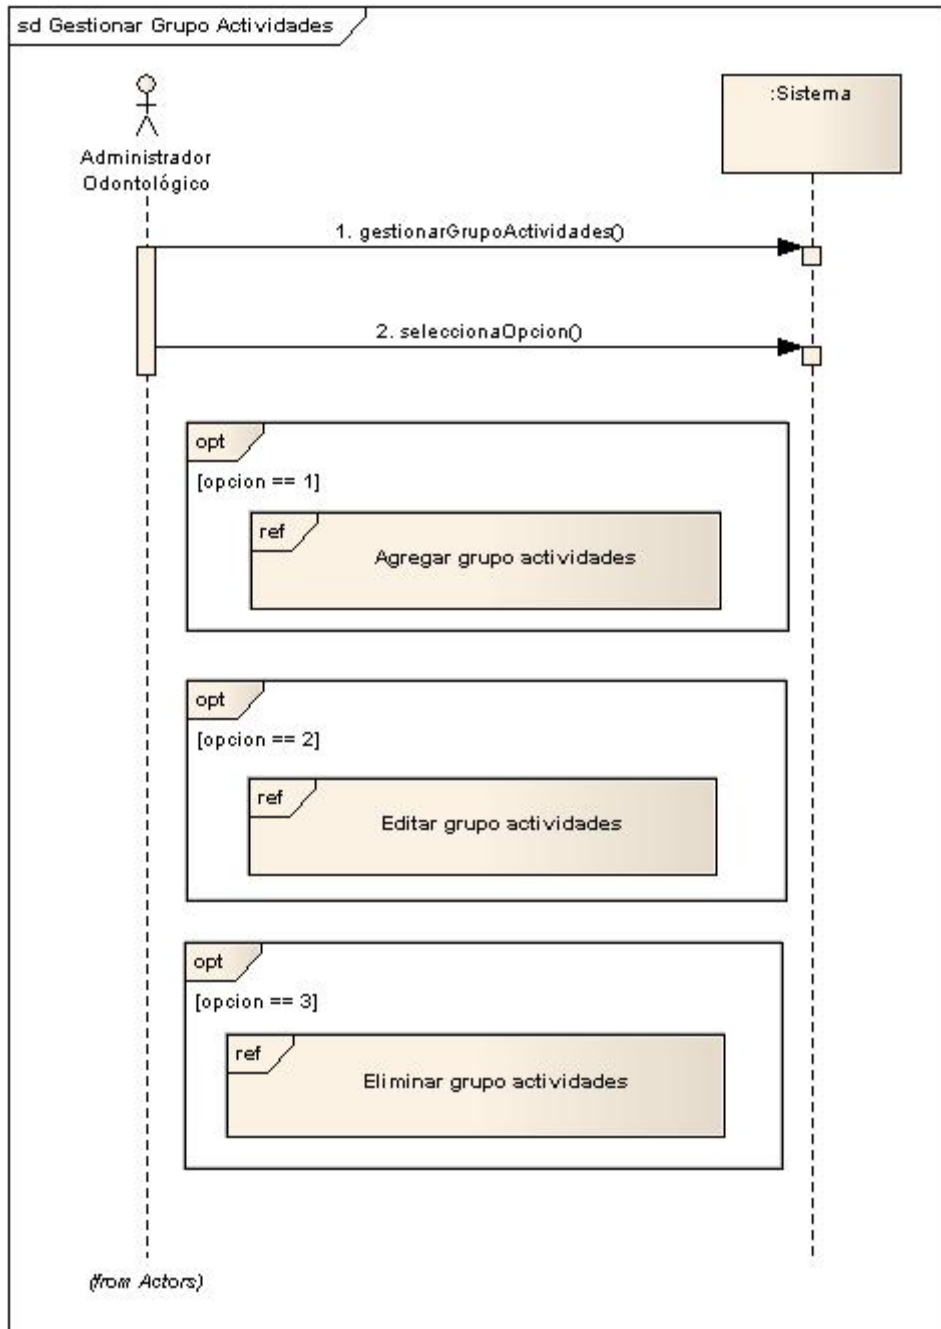 sd Gestionar Grupo Actividades
:Sistema
Administrador
Odontológico
1. gestionarGrupoActividades()
2. seleccionaOpcion()
opt
[opcion == 1]
ref
Agregar grupo actividades
opt
[opcion == 2]
ref
Editar grupo actividades
opt
[opcion == 3]
ref
Eliminar grupo actividades
(from Actors)